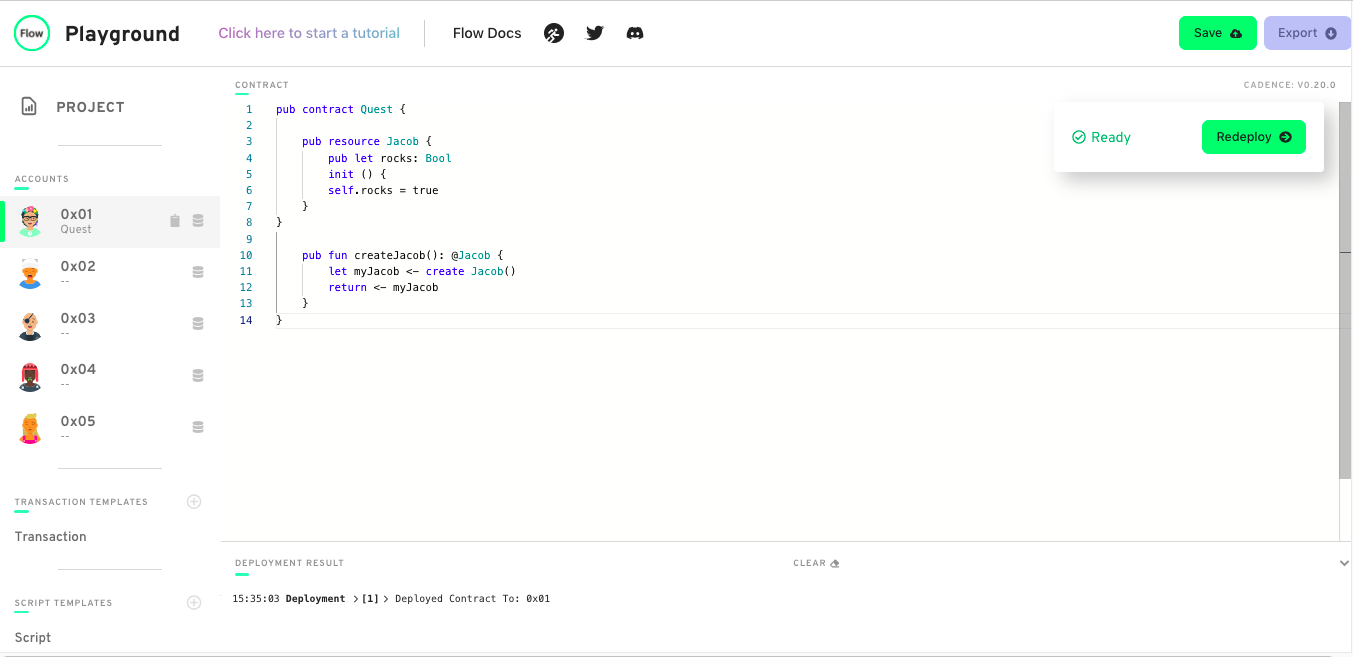 Flow Playground Click here to start a tutorial Flow Docs Save Export
CONTRACT CADENCE: V0.20.0
PROJECT
Ready Redeploy
ACCOUNTS
0x01
Quest
0x02
--
0x03
--
0x04
--
0x05
--
TRANSACTION TEMPLATES
Transaction
SCRIPT TEMPLATES
Script
1 pub contract Quest {
2
3     pub resource Jacob {
4         pub let rocks: Bool
5         init () {
6         self.rocks = true
7     }
8 }
9
10     pub fun createJacob(): @Jacob {
11         let myJacob <- create Jacob()
12         return <- myJacob
13     }
14 }
DEPLOYMENT RESULT CLEAR
15:35:03 Deployment > [1] > Deployed Contract To: 0x01